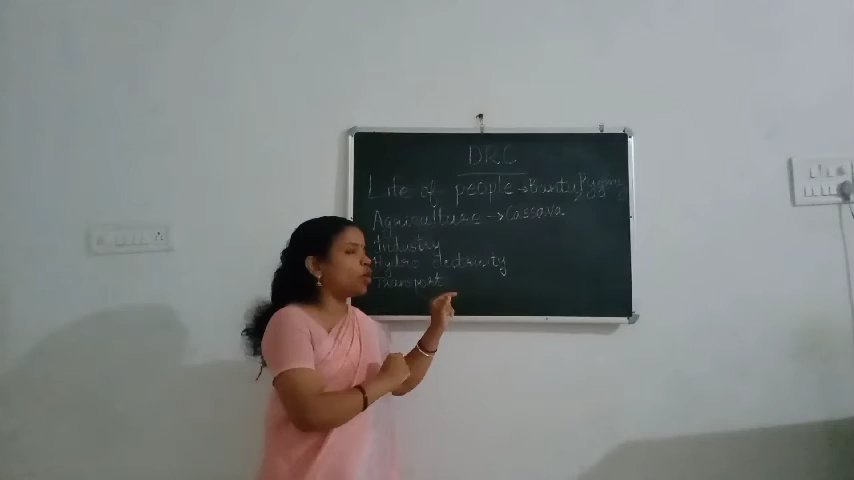 DRC
Life of people → Bantu Pygmy
Agriculture → Cassava
Industry
Hydro electricity
Transport